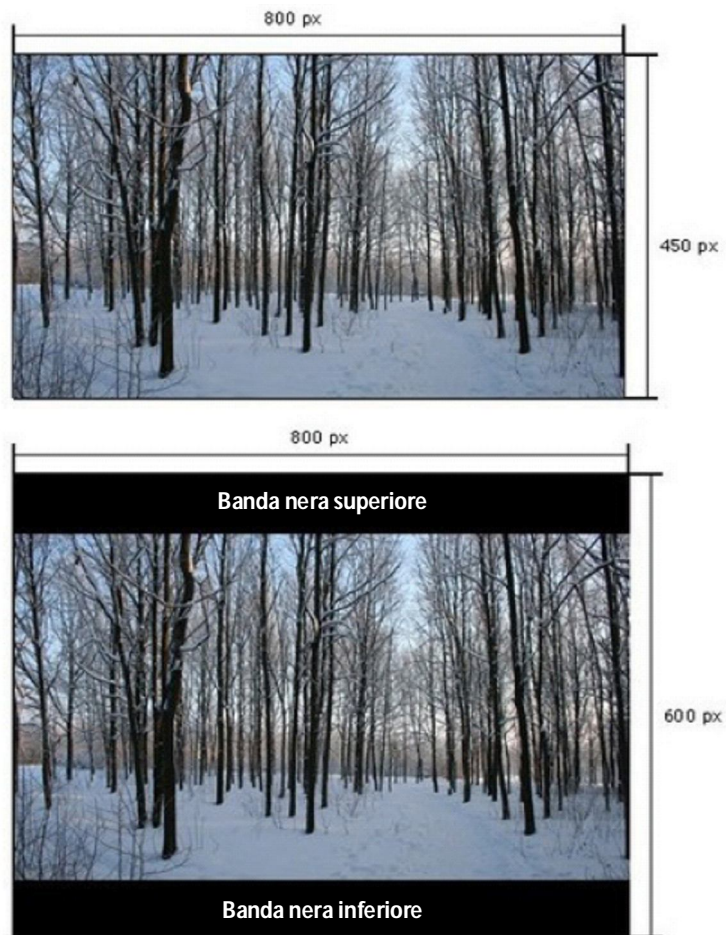 800 px
450 px
800 px
Banda nera superiore
600 px
Banda nera inferiore